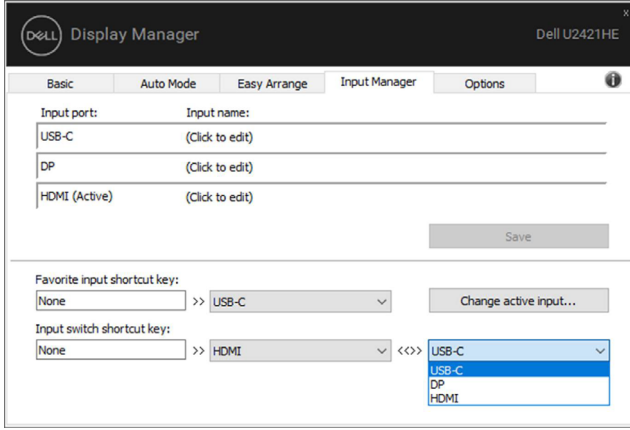 x
DELL Display Manager Dell U2421HE
Basic Auto Mode Easy Arrange Input Manager Options i
Input port: Input name:
USB-C (Click to edit)
DP (Click to edit)
HDMI (Active) (Click to edit)
Save
Favorite input shortcut key:
None >> USB-C Change active input...
Input switch shortcut key:
None >> HDMI <<>> USB-C
USB-C
DP
HDMI